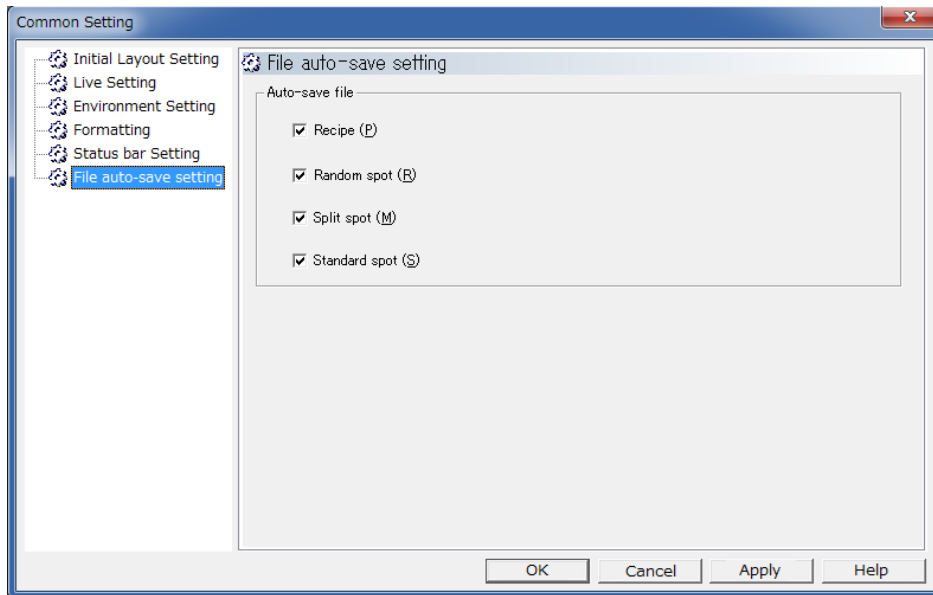 Common Setting
Initial Layout Setting
Live Setting
Environment Setting
Formatting
Status bar Setting
File auto-save setting
File auto-save setting
Auto-save file
Recipe (P)
Random spot (R)
Split spot (M)
Standard spot (S)
OK
Cancel
Apply
Help